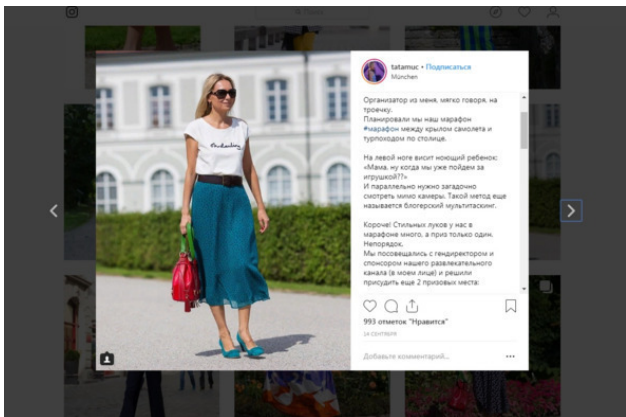 tatamuc • Подписаться
München
Организатор из меня, мягко говоря, на
троечку.
Планировали мы наш марафон
#марафон между крылом самолета и
турпоходом по столице.
На левой ноге висит ноющий ребенок:
«Мама, ну когда мы уже пойдем за
игрушкой??»
И параллельно нужно загадочно
смотреть мимо камеры. Такой метод еще
называется блогерский мультитаскинг.
Короче! Стильных луков у нас в
марафоне много, а приз только один.
Непорядок.
Мы посовещались с гендиректором и
спонсором нашего развлекательного
канала (в моем лице) и решили
присудить еще 2 призовых места:
993 отметок "Нравится"
14 СЕНТЯБРЯ
Добавьте комментарий...